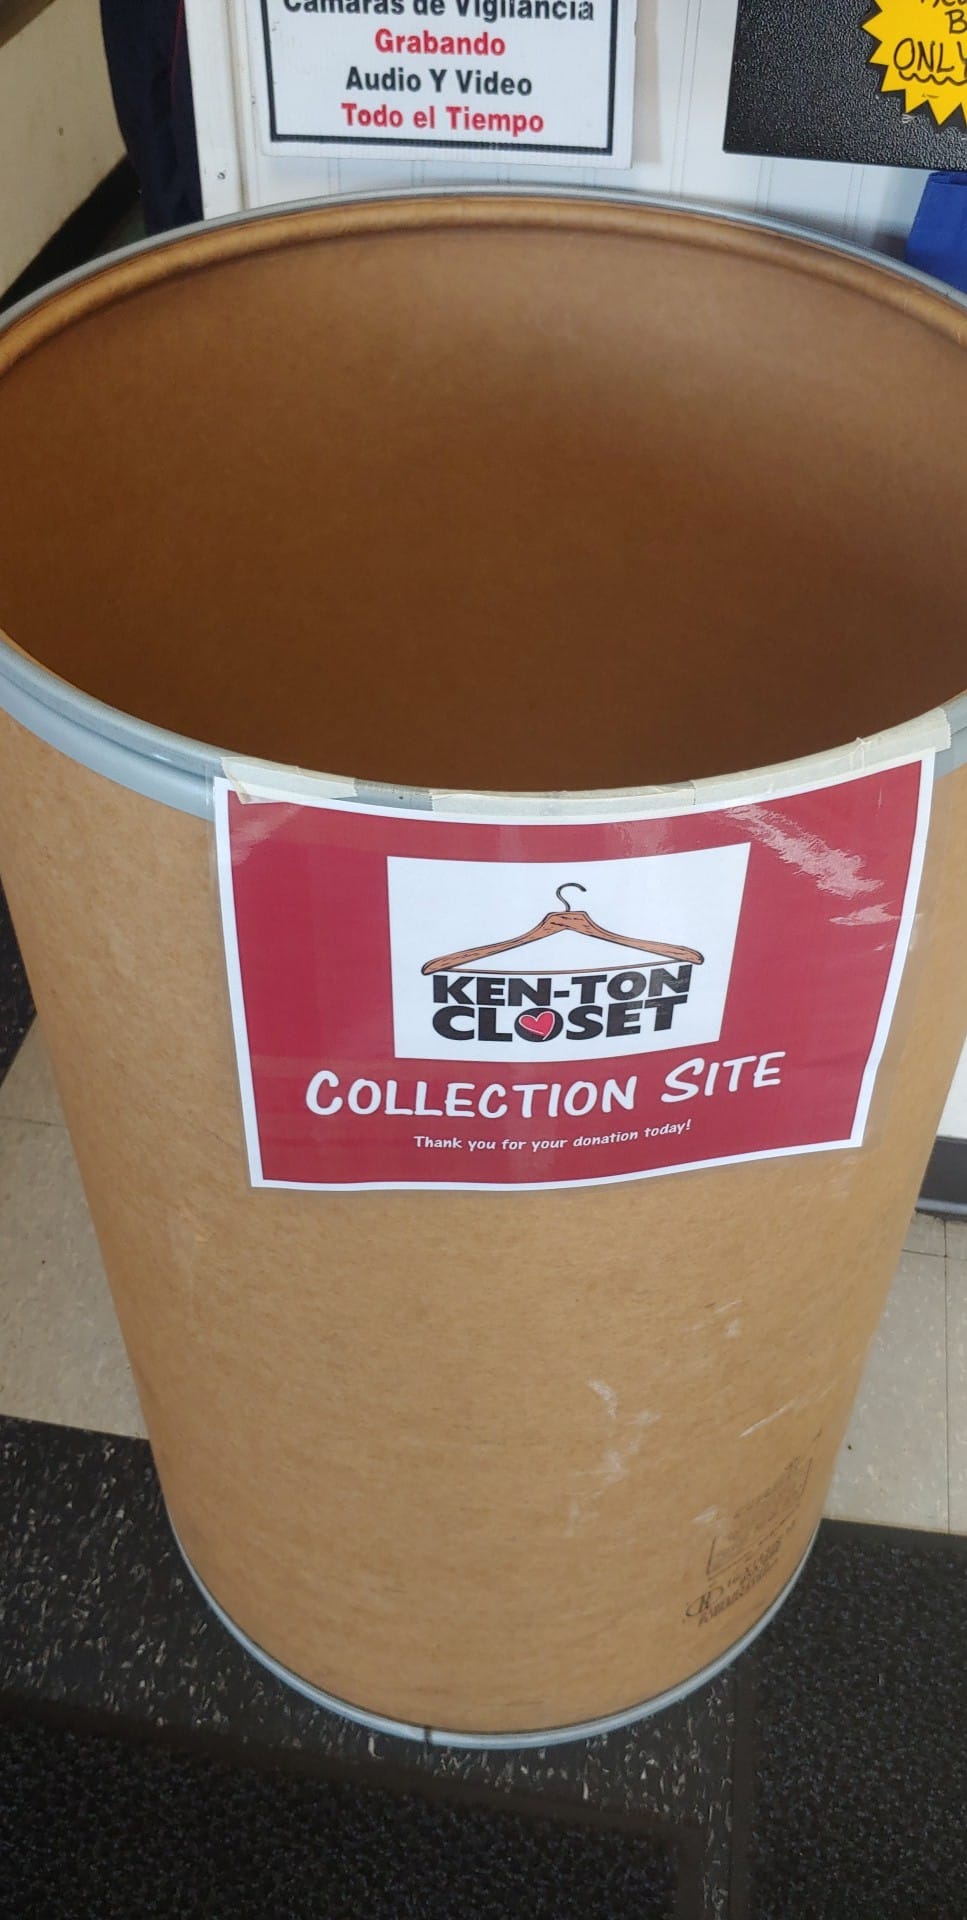 Cámaras de Vigilancia
Grabando
Audio Y Video
Todo el Tiempo
B
ONLY
KEN-TON
CLOSET
COLLECTION SITE
Thank you for your donation today!